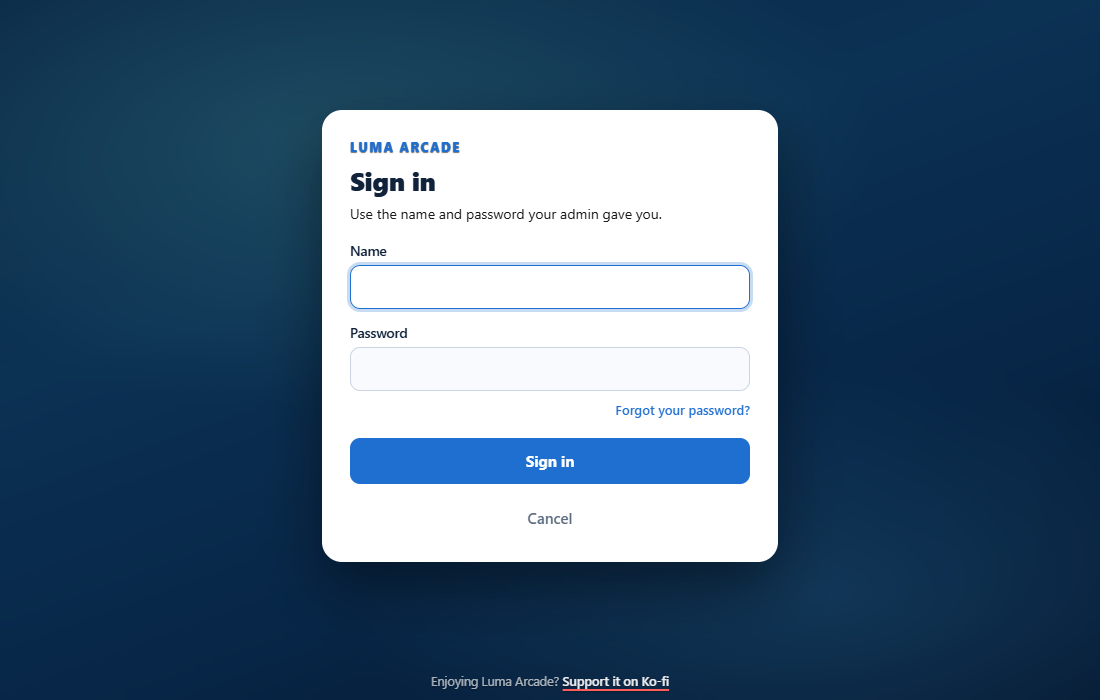 LUMA ARCADE
Sign in
Use the name and password your admin gave you.
Name
Password
Forgot your password?
Sign in
Cancel
Enjoying Luma Arcade? Support it on Ko-fi